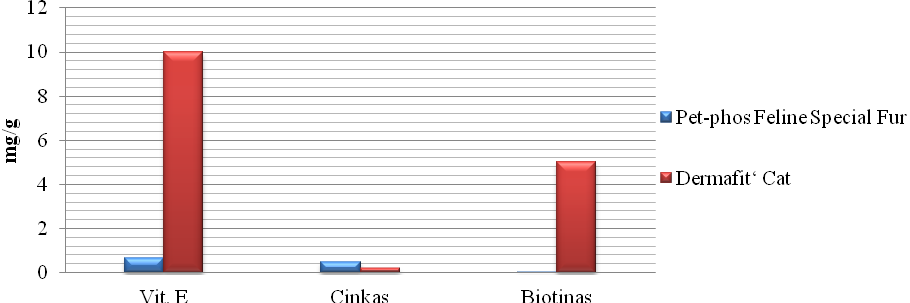 12
10
8
6
4
2
0
mg/g
Vit. E
Cinkas
Biotinas
Pet-phos Feline Special Fur
Dermafit‘ Cat